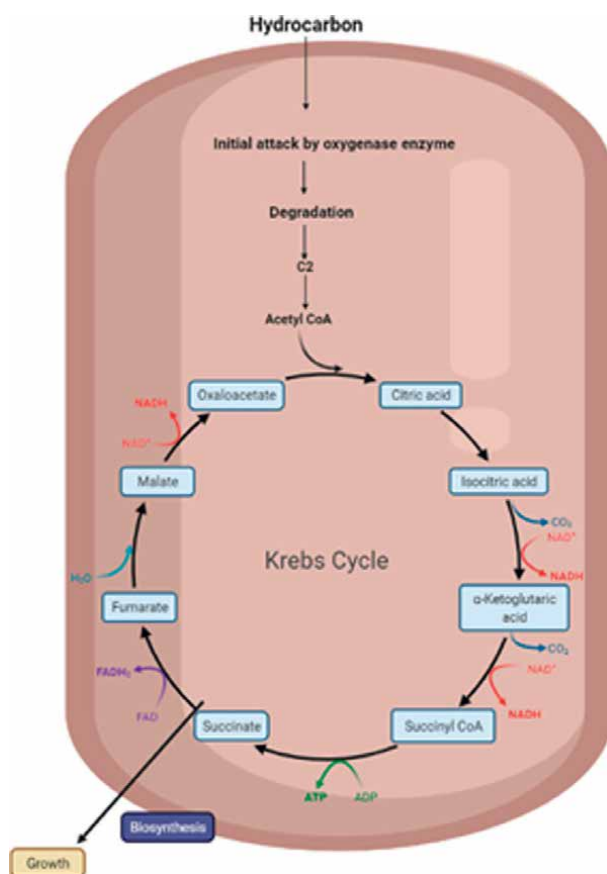 Hydrocarbon
Initial attack by oxygenase enzyme
Degradation
C2
Acetyl CoA
Oxaloacetate
Citric acid
NADH
NAD⁺
Malate
Isocitric acid
CO₂
NAD⁺
NADH
Krebs Cycle
H₂O
Fumarate
α-Ketoglutaric
acid
CO₂
FADH₂
FAD
NAD⁺
NADH
Succinate
Succinyl CoA
ATP
ADP
Biosynthesis
Growth